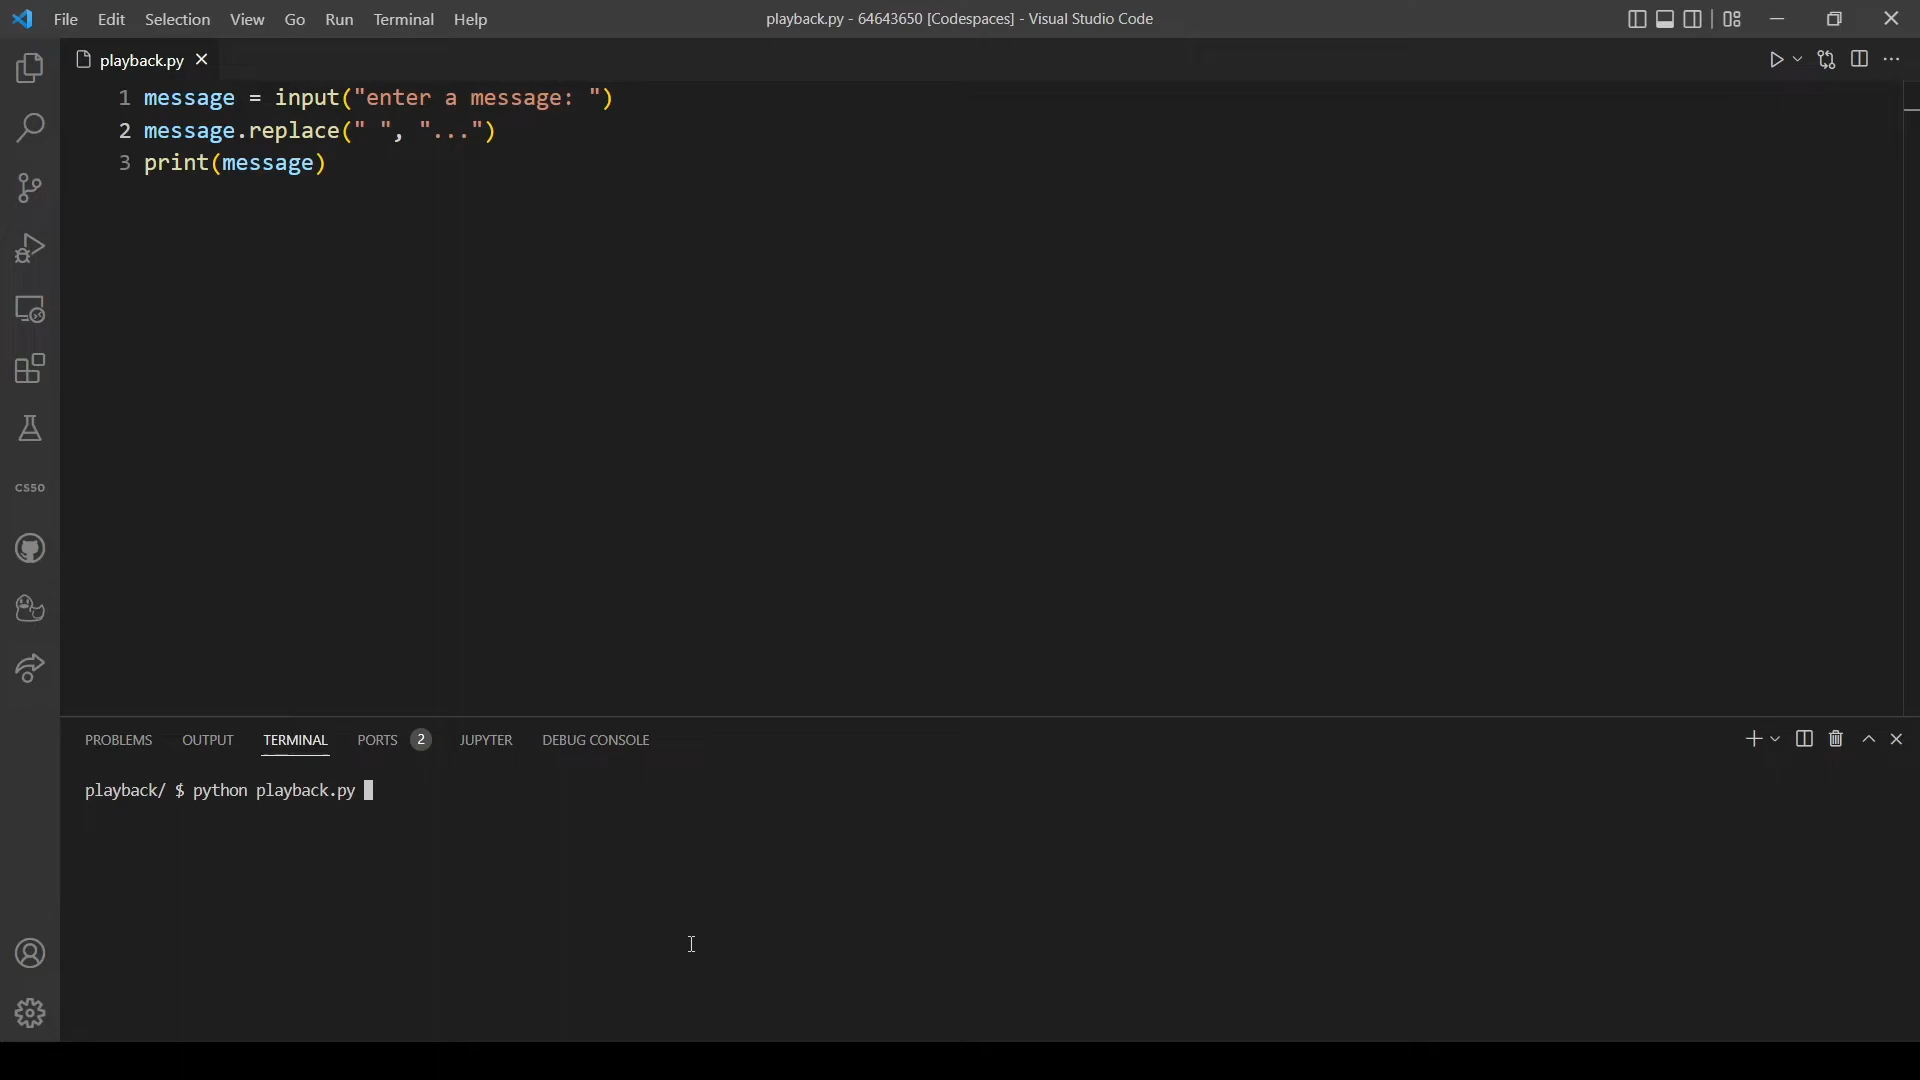 File Edit Selection View Go Run Terminal Help playback.py - 64643650 [Codespaces] - Visual Studio Code
playback.py
1 message = input("enter a message: ")
2 message.replace(" ", "...")
3 print(message)
CS50
PROBLEMS OUTPUT TERMINAL PORTS 2 JUPYTER DEBUG CONSOLE
playback/ $ python playback.py